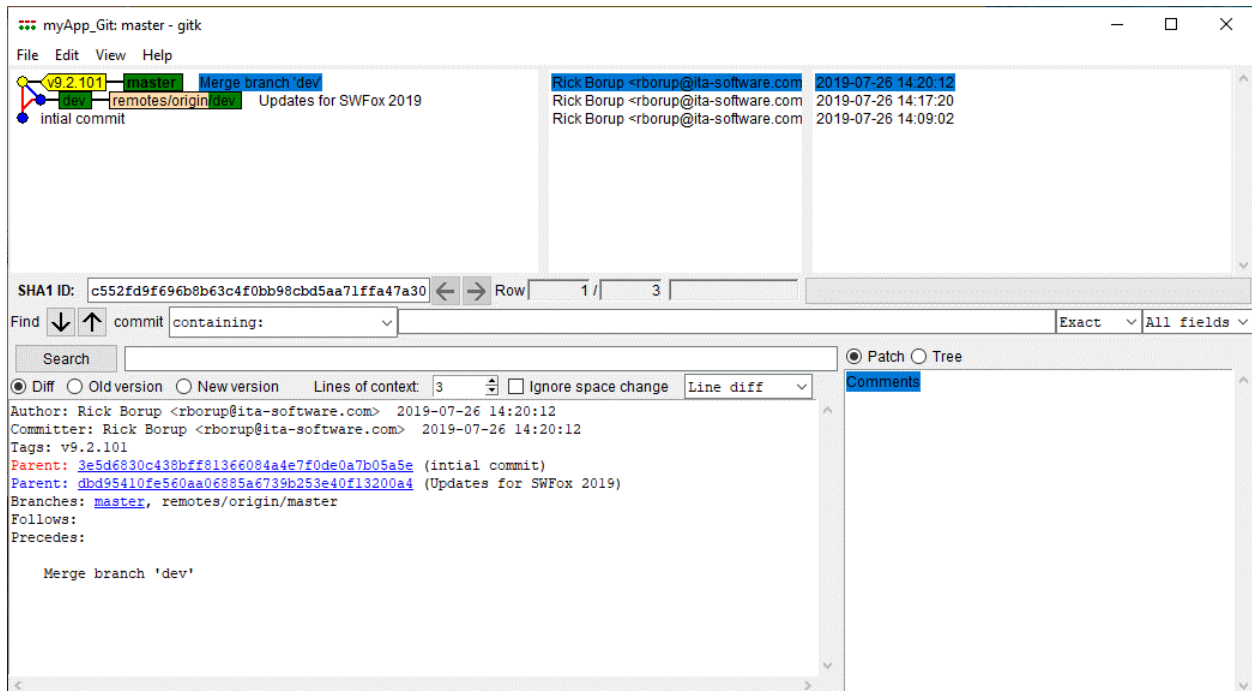 myApp_Git: master - gitk
File Edit View Help
v9.2.101 master Merge branch 'dev' Rick Borup <rborup@ita-software.com 2019-07-26 14:20:12
dev remotes/origin/dev Updates for SWFox 2019 Rick Borup <rborup@ita-software.com 2019-07-26 14:17:20
intial commit Rick Borup <rborup@ita-software.com 2019-07-26 14:09:02
SHA1 ID: c552fd9f696b8b63c4f0bb98cbd5aa71ffa47a30 Row 1 / 3
Find commit containing: Exact All fields
Search Patch Tree
Diff Old version New version Lines of context: 3 Ignore space change Line diff Comments
Author: Rick Borup <rborup@ita-software.com> 2019-07-26 14:20:12
Committer: Rick Borup <rborup@ita-software.com> 2019-07-26 14:20:12
Tags: v9.2.101
Parent: 3e5d6830c438bff81366084a4e7f0de0a7b05a5e (intial commit)
Parent: dbd95410fe560aa06885a6739b253e40f13200a4 (Updates for SWFox 2019)
Branches: master, remotes/origin/master
Follows:
Precedes:
Merge branch 'dev'